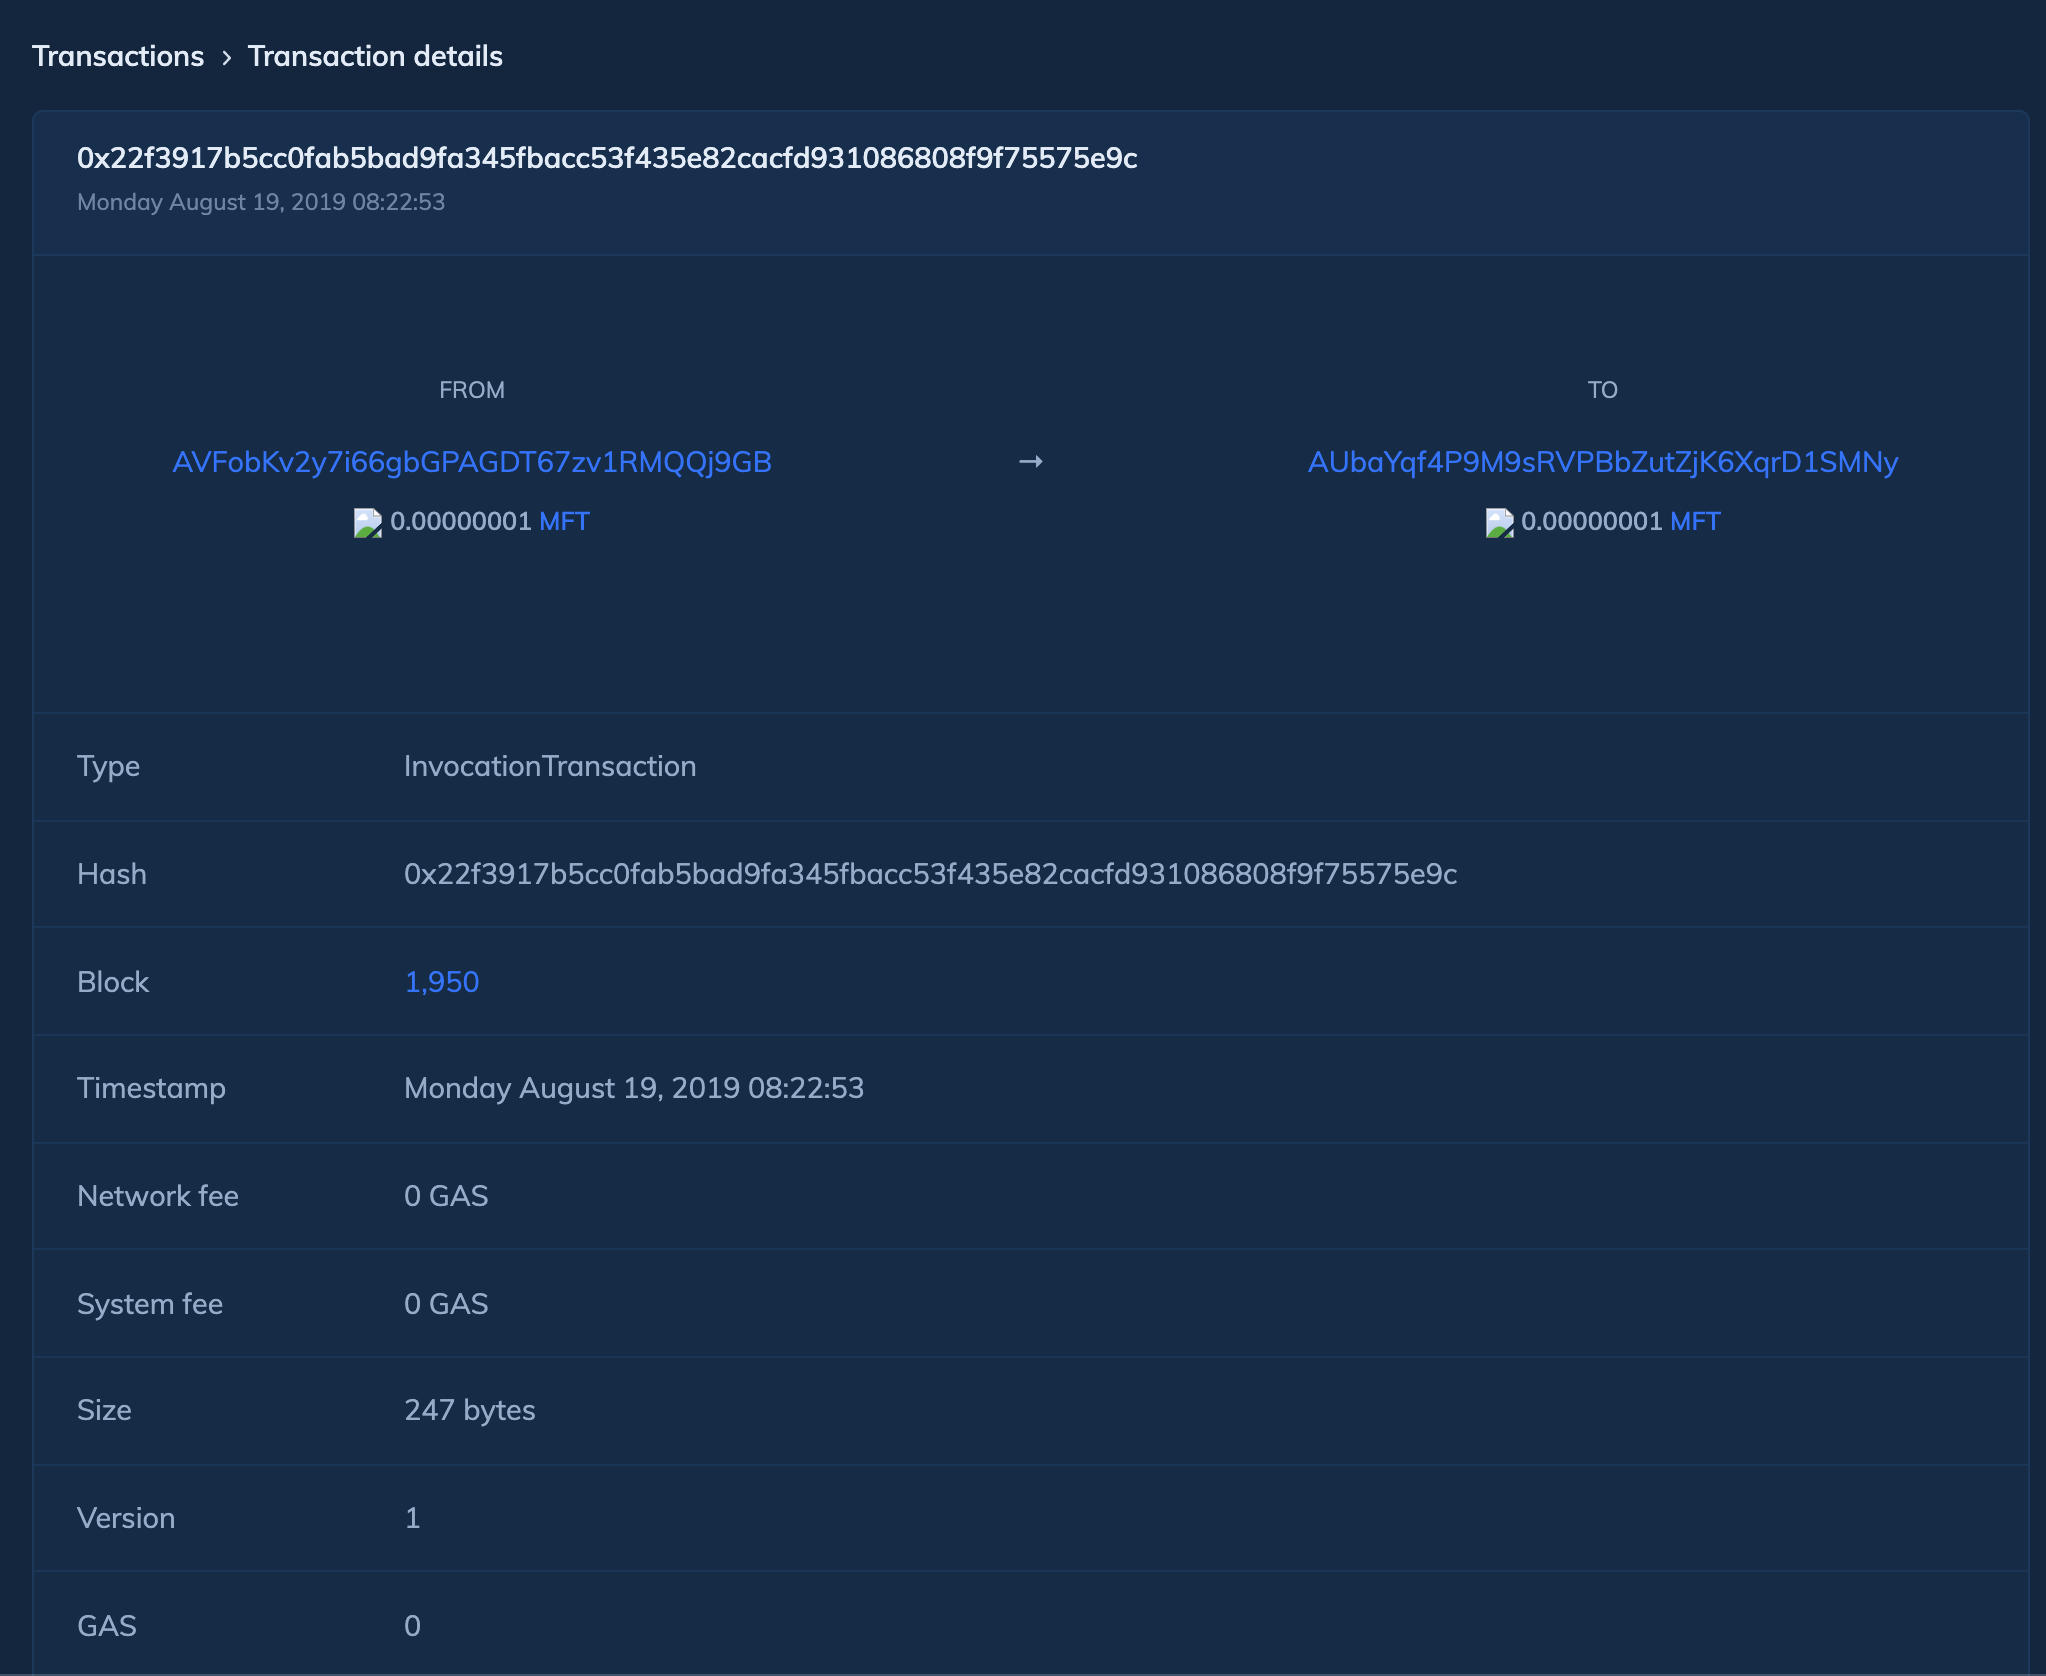 Transactions › Transaction details
0x22f3917b5cc0fab5bad9fa345fbacc53f435e82cacfd931086808f9f75575e9c
Monday August 19, 2019 08:22:53
FROM
AVFobKv2y7i66gbGPAGDT67zv1RMQQj9GB
0.00000001 MFT
→
TO
AUbaYqf4P9M9sRVPBbZutZjK6XqrD1SMNy
0.00000001 MFT
Type InvocationTransaction
Hash 0x22f3917b5cc0fab5bad9fa345fbacc53f435e82cacfd931086808f9f75575e9c
Block 1,950
Timestamp Monday August 19, 2019 08:22:53
Network fee 0 GAS
System fee 0 GAS
Size 247 bytes
Version 1
GAS 0